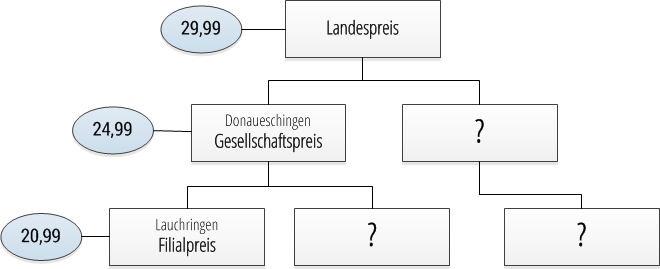 29,99
Landespreis
24,99
Donaueschingen
Gesellschaftspreis
?
20,99
Lauchringen
Filialpreis
?
?